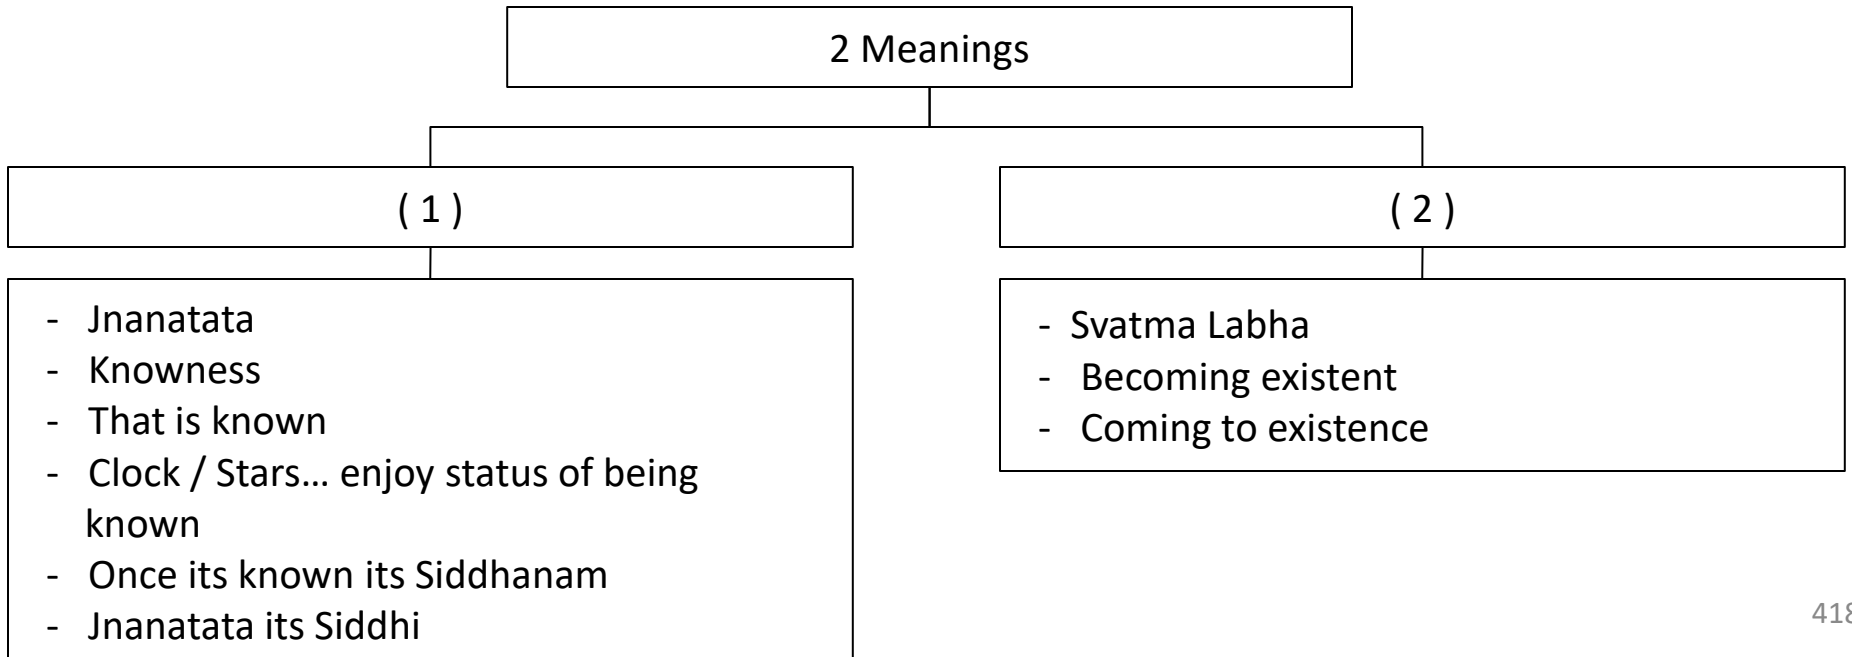 2 Meanings
( 1 )
( 2 )
- Jnanatata
- Knowness
- That is known
- Clock / Stars... enjoy status of being
known
- Once its known its Siddhanam
- Jnanatata its Siddhi
- Svatma Labha
- Becoming existent
- Coming to existence
418